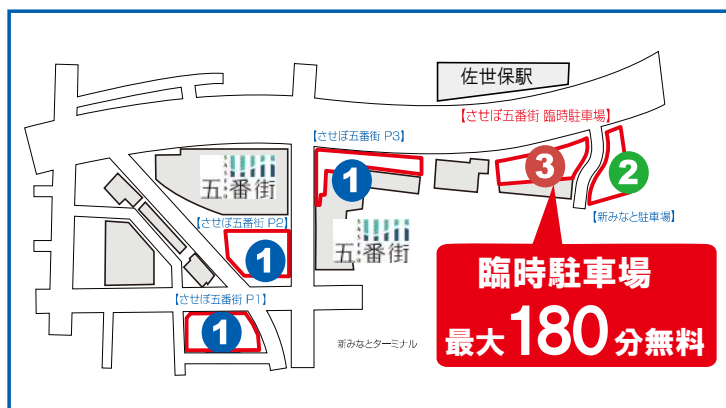 佐世保駅
【させぼ五番街 臨時駐車場】
【させぼ五番街 P3】
1
3
2
五番街
【させぼ五番街 P2】
【新みなと駐車場】
1
五番街
臨時駐車場
最大180分無料
【させぼ五番街 P1】
1
新みなとターミナル